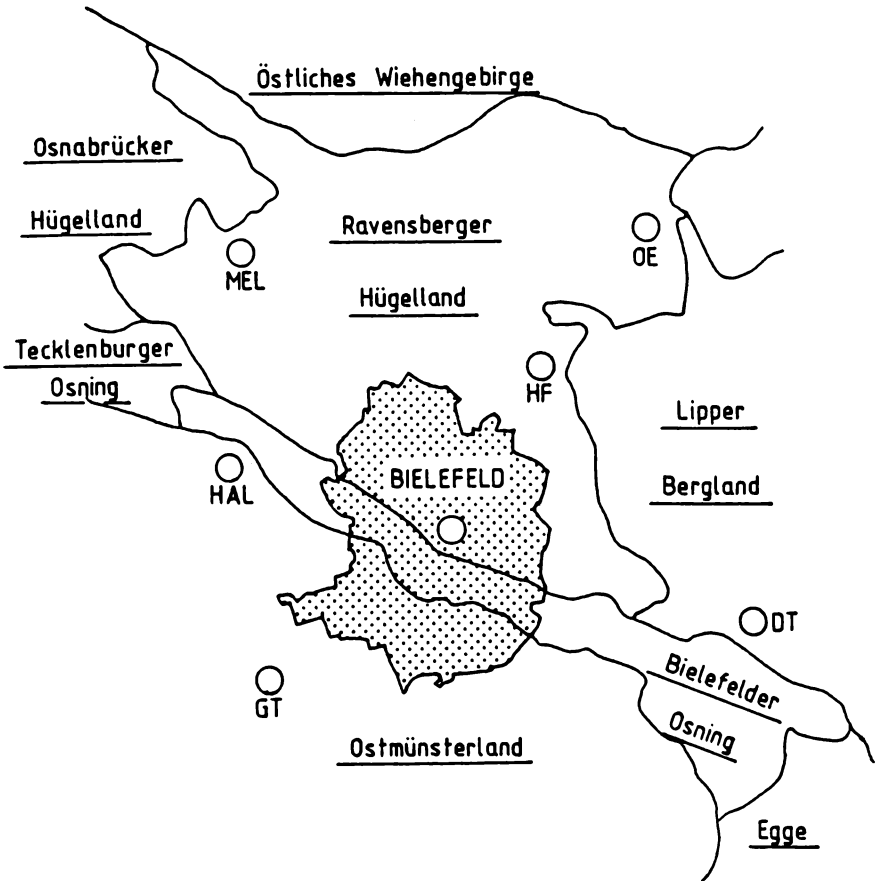 Östliches Wiehengebirge
Osnabrücker
Hügelland
Ravensberger
Hügelland
MEL
OE
Tecklenburger
Osning
HF
Lipper
Bergland
HAL
BIELEFELD
DT
GT
Bielefelder
Osning
Ostmünsterland
Egge